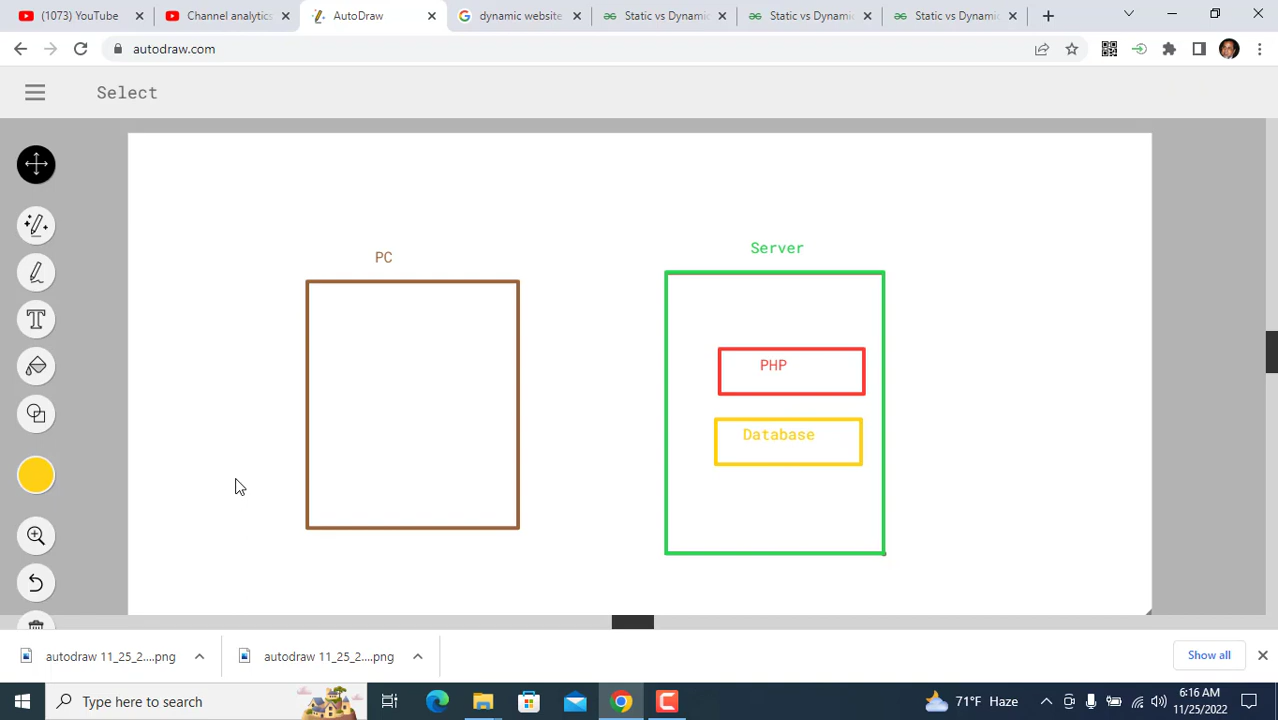 (1073) YouTube
Channel analytics
AutoDraw
dynamic website
Static vs Dynamic
Static vs Dynamic
Static vs Dynamic
autodraw.com
Select
PC
Server
PHP
Database
autodraw 11_25_2....png
autodraw 11_25_2....png
Show all
Type here to search
71°F Haze
6:16 AM
11/25/2022